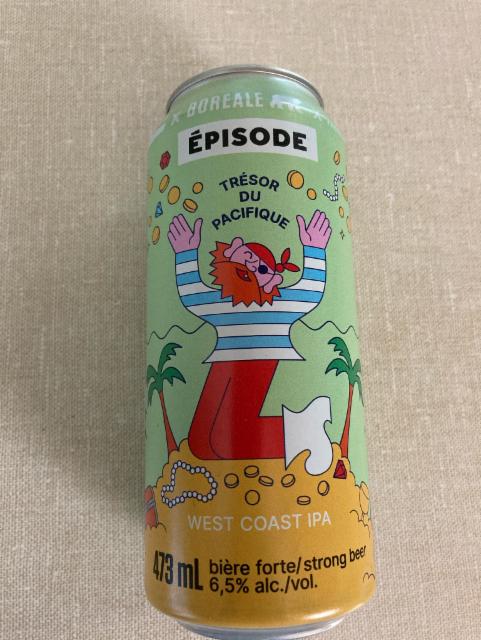 BOREALE
ÉPISODE
TRÉSOR
DU
PACIFIQUE
WEST COAST IPA
473 mL bière forte/strong beer
6,5% alc./vol.